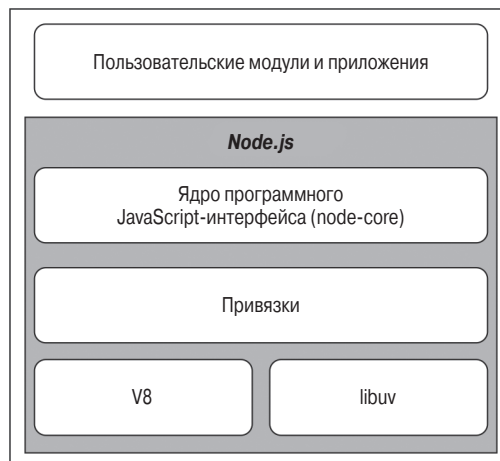 Пользовательские модули и приложения
Node.js
Ядро программного
JavaScript-интерфейса (node-core)
Привязки
V8
libuv